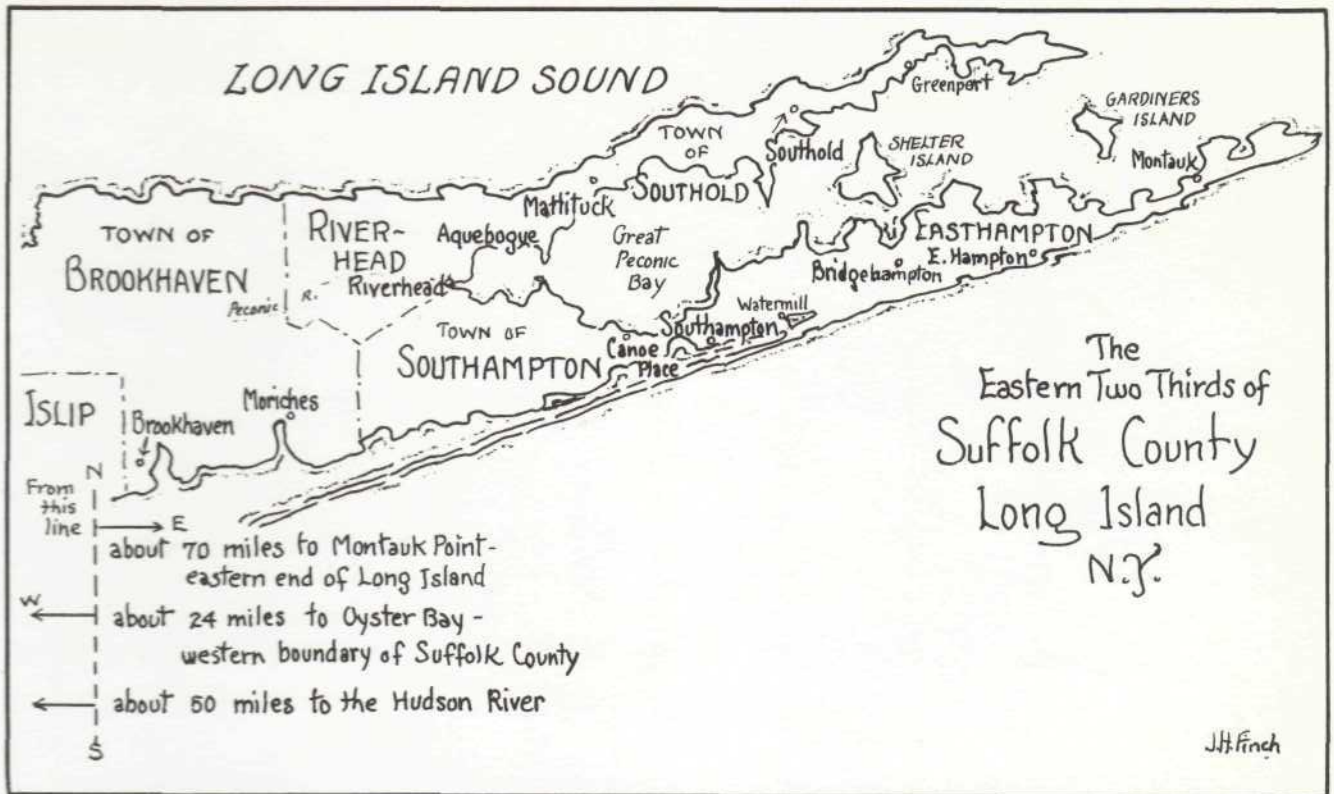 LONG ISLAND SOUND
Greenport
GARDINERS
ISLAND
TOWN
OF
SOUTHOLD
Southold
SHELTER
ISLAND
Montauk
Mattituck
TOWN OF
BROOKHAVEN
RIVER-
HEAD
Aquebogue
Great
Peconic
Bay
EASTHAMPTON
E. Hampton
Bridgehampton
Peconic
R.
Riverhead
Watermill
Southampton
TOWN OF
SOUTHAMPTON
Canoe
Place
ISLIP
Brookhaven
Moriches
The
Eastern Two Thirds of
Suffolk County
Long Island
N.Y.
N
From
this
line
E
about 70 miles to Montauk Point-
eastern end of Long Island
W
about 24 miles to Oyster Bay -
western boundary of Suffolk County
about 50 miles to the Hudson River
S
J.H. Finch